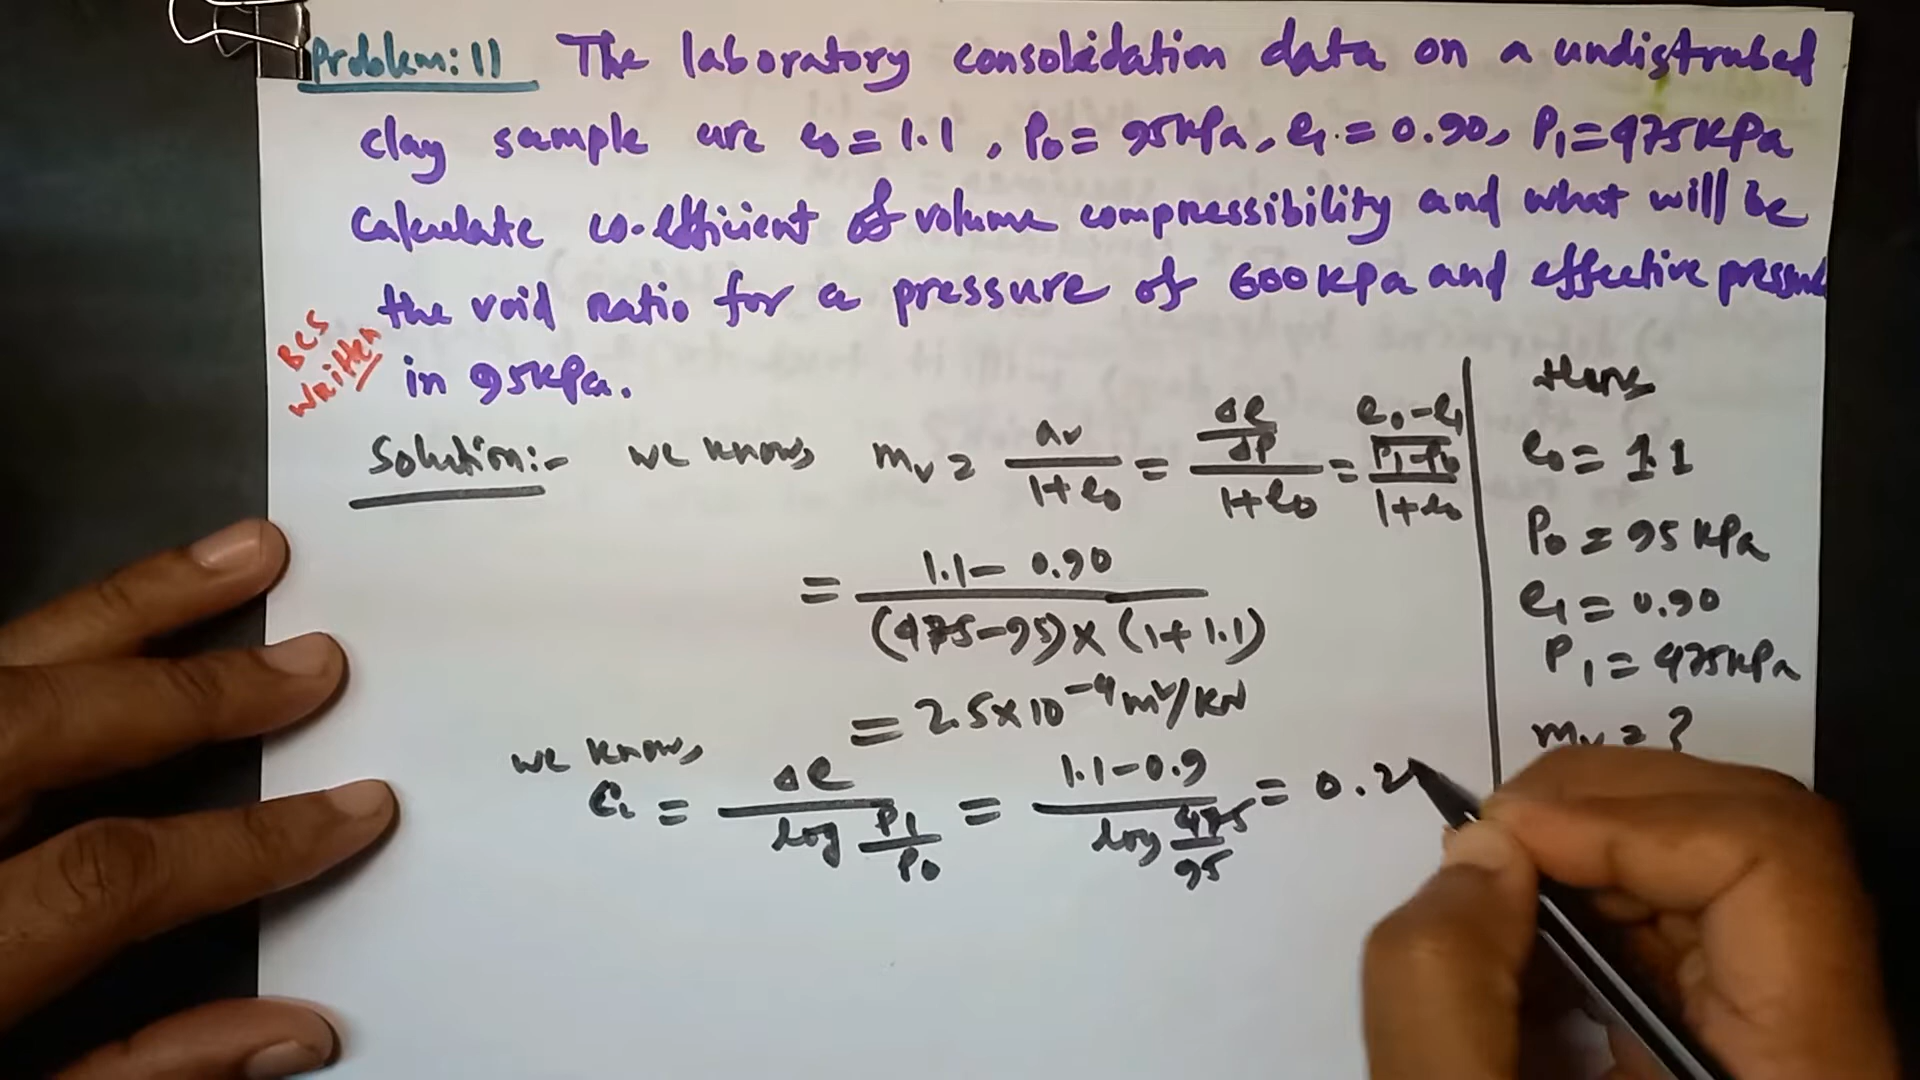 Problem: 11 The laboratory consolidation data on a undistrubed
clay sample are e₀ = 1.1, P₀ = 95kPa, e₁ = 0.90, P₁ = 475KPa
Calculate co-efficient of volume compressibility and what will be
the void ratio for a pressure of 600KPa and effective pressure
in 95kPa.
BCS
Written
Solution:- we know, mv = av/1+e₀ = Δe/ΔP/1+e₀ = e₀-e₁/P₁-P₀/1+e₀
= 1.1 - 0.90/(475-95)×(1+1.1)
= 2.5×10⁻⁴ m²/KN
we know,
= Δe/log P₁/P₀ = 1.1-0.9/log 475/95 = 0.2
e₀ = 1.1
P₀ = 95 KPa
e₁ = 0.90
P₁ = 475KPa
mv = ?